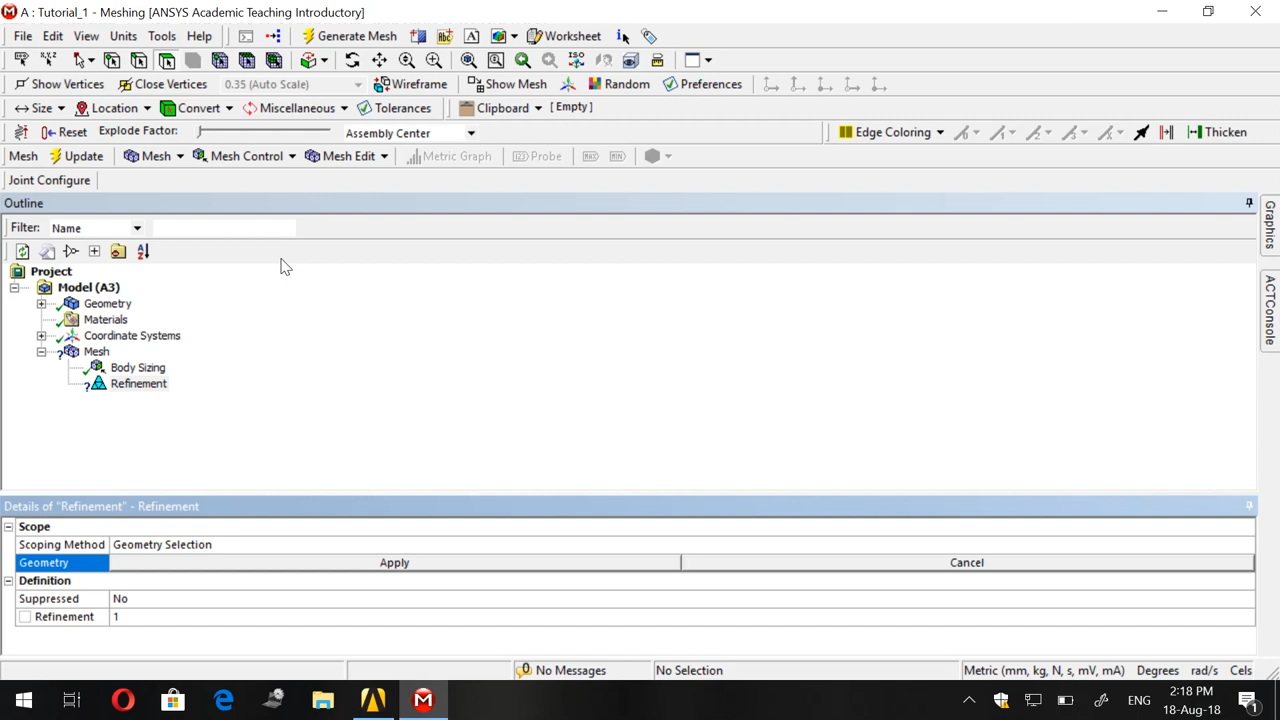 A : Tutorial_1 - Meshing [ANSYS Academic Teaching Introductory]
File Edit View Units Tools Help Generate Mesh A Worksheet
Show Vertices Close Vertices 0.35 (Auto Scale) Wireframe Show Mesh Random Preferences
Size Location Convert Miscellaneous Tolerances Clipboard [ Empty ]
Reset Explode Factor: Assembly Center Edge Coloring Thicken
Mesh Update Mesh Mesh Control Mesh Edit Metric Graph Probe MAX MIN
Joint Configure
Outline
Graphics
Filter: Name
Project
Model (A3)
Geometry
Materials
Coordinate Systems
Mesh
Body Sizing
Refinement
ACTConsole
Details of "Refinement" - Refinement
Scope
Scoping Method Geometry Selection
Geometry Apply Cancel
Definition
Suppressed No
Refinement 1
0 No Messages No Selection Metric (mm, kg, N, s, mV, mA) Degrees rad/s Cels
ENG 2:18 PM
18-Aug-18 1